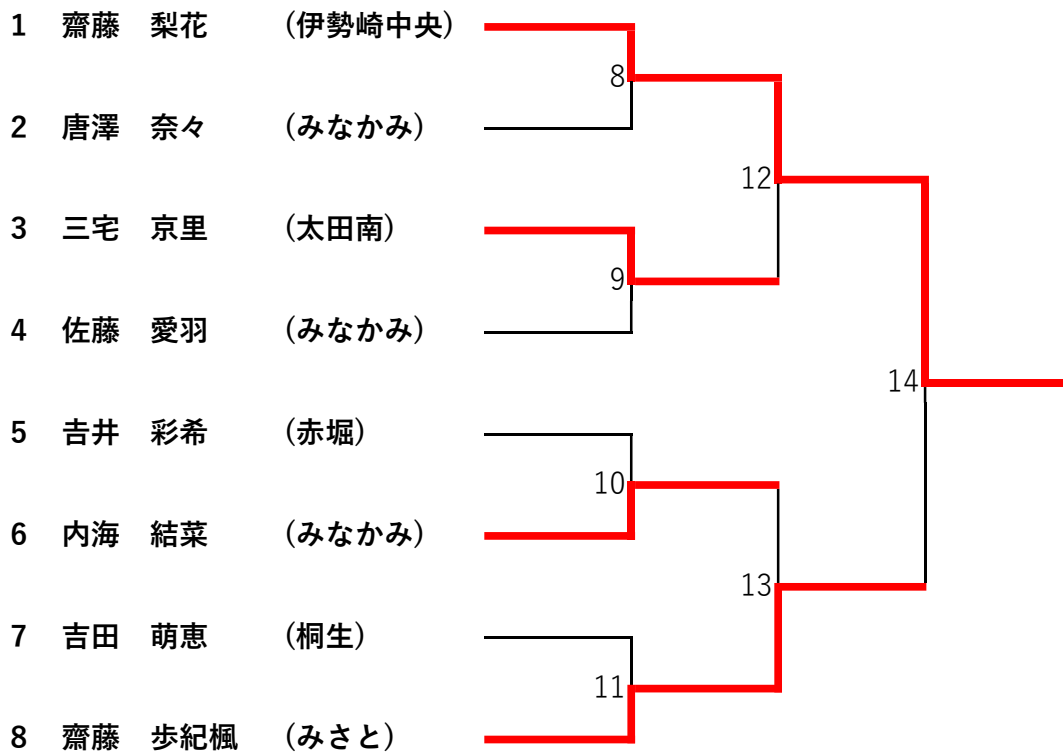 1 齋藤　梨花 (伊勢崎中央)
8
2 唐澤　奈々 (みなかみ)
12
3 三宅　京里 (太田南)
9
4 佐藤　愛羽 (みなかみ)
14
5 𠮷井　彩希 (赤堀)
10
6 内海　結菜 (みなかみ)
13
7 吉田　萌恵 (桐生)
11
8 齋藤　歩紀楓 (みさと)